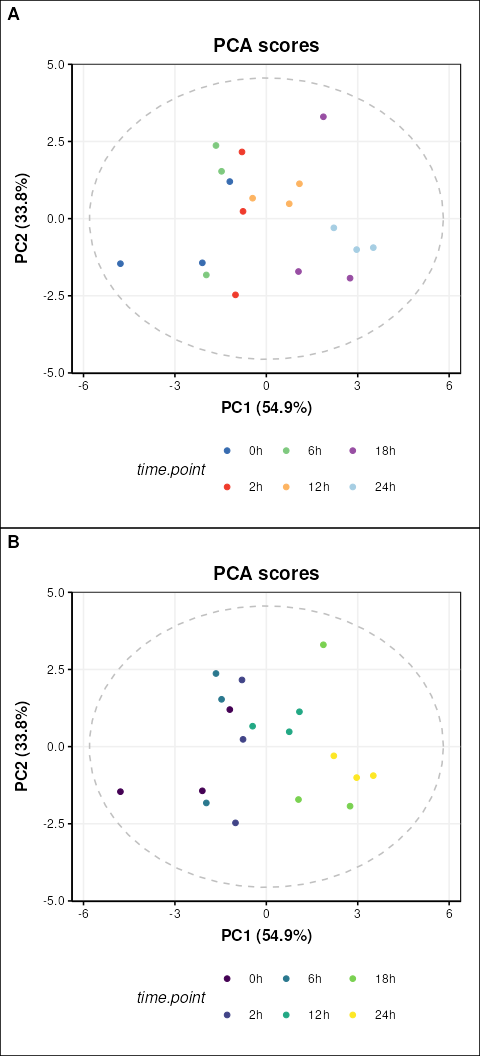 A
PCA scores
5.0
2.5
0.0
-2.5
-5.0
PC2 (33.8%)
-6 -3 0 3 6
PC1 (54.9%)
time.point
0h 6h 18h
2h 12h 24h
B
PCA scores
5.0
2.5
0.0
-2.5
-5.0
PC2 (33.8%)
-6 -3 0 3 6
PC1 (54.9%)
time.point
0h 6h 18h
2h 12h 24h